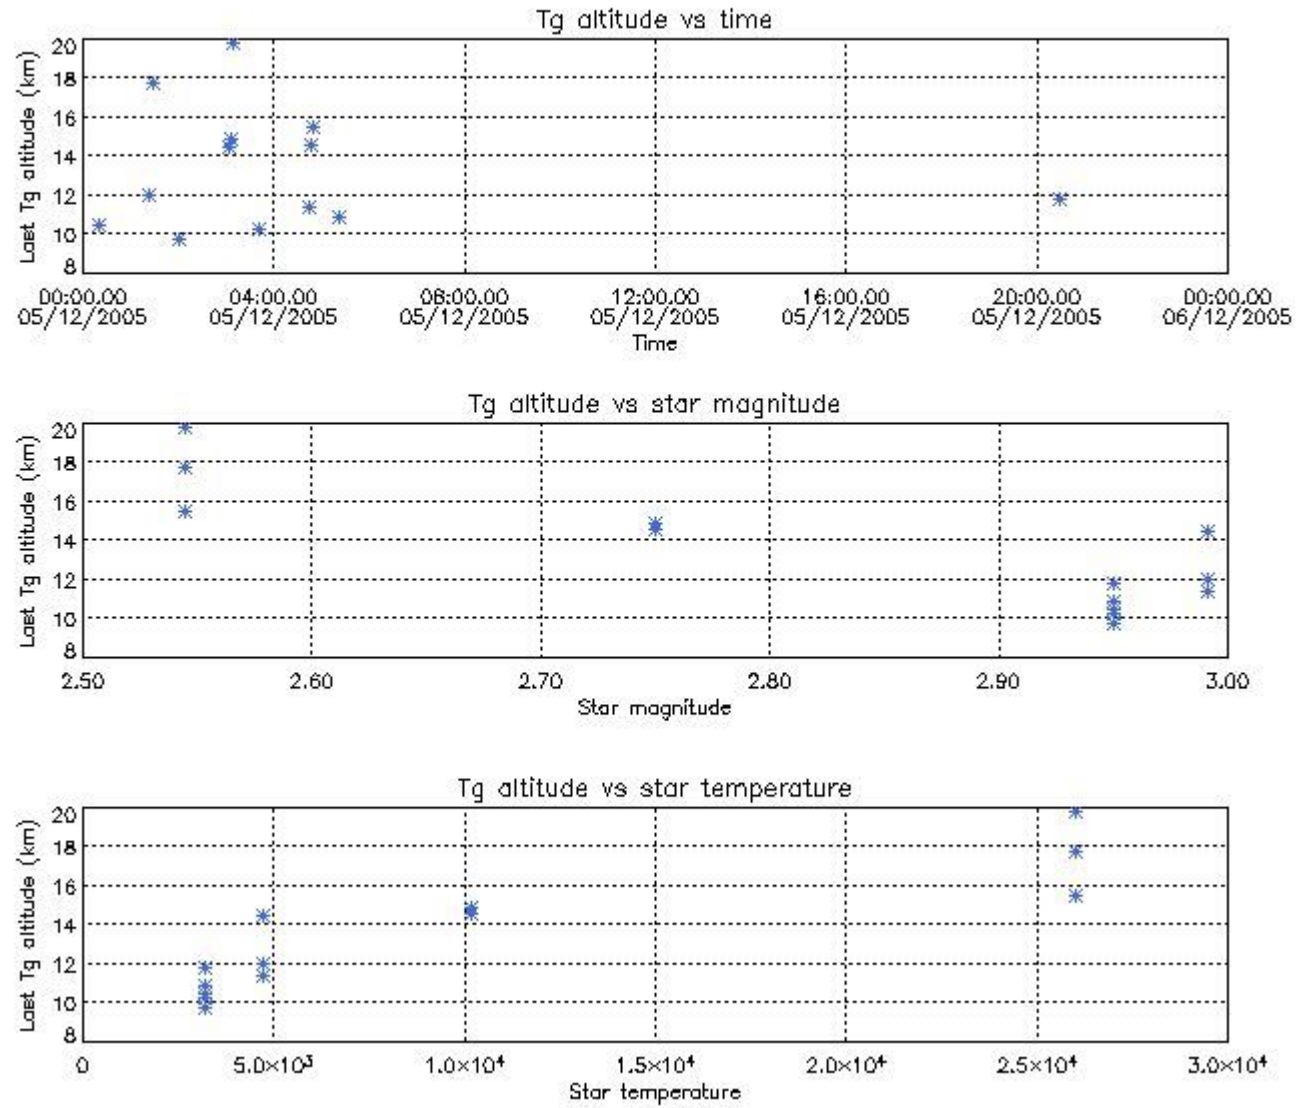 Tg altitude vs time
Last Tg altitude (km)
20
18
16
14
12
10
8
00:00.00 04:00.00 08:00.00 12:00.00 16:00.00 20:00.00 00:00.00
05/12/2005 05/12/2005 05/12/2005 05/12/2005 05/12/2005 05/12/2005 06/12/2005
Time
Tg altitude vs star magnitude
Last Tg altitude (km)
20
18
16
14
12
10
8
2.50 2.60 2.70 2.80 2.90 3.00
Star magnitude
Tg altitude vs star temperature
Last Tg altitude (km)
20
18
16
14
12
10
8
0 5.0×10³ 1.0×10⁴ 1.5×10⁴ 2.0×10⁴ 2.5×10⁴ 3.0×10⁴
Star temperature